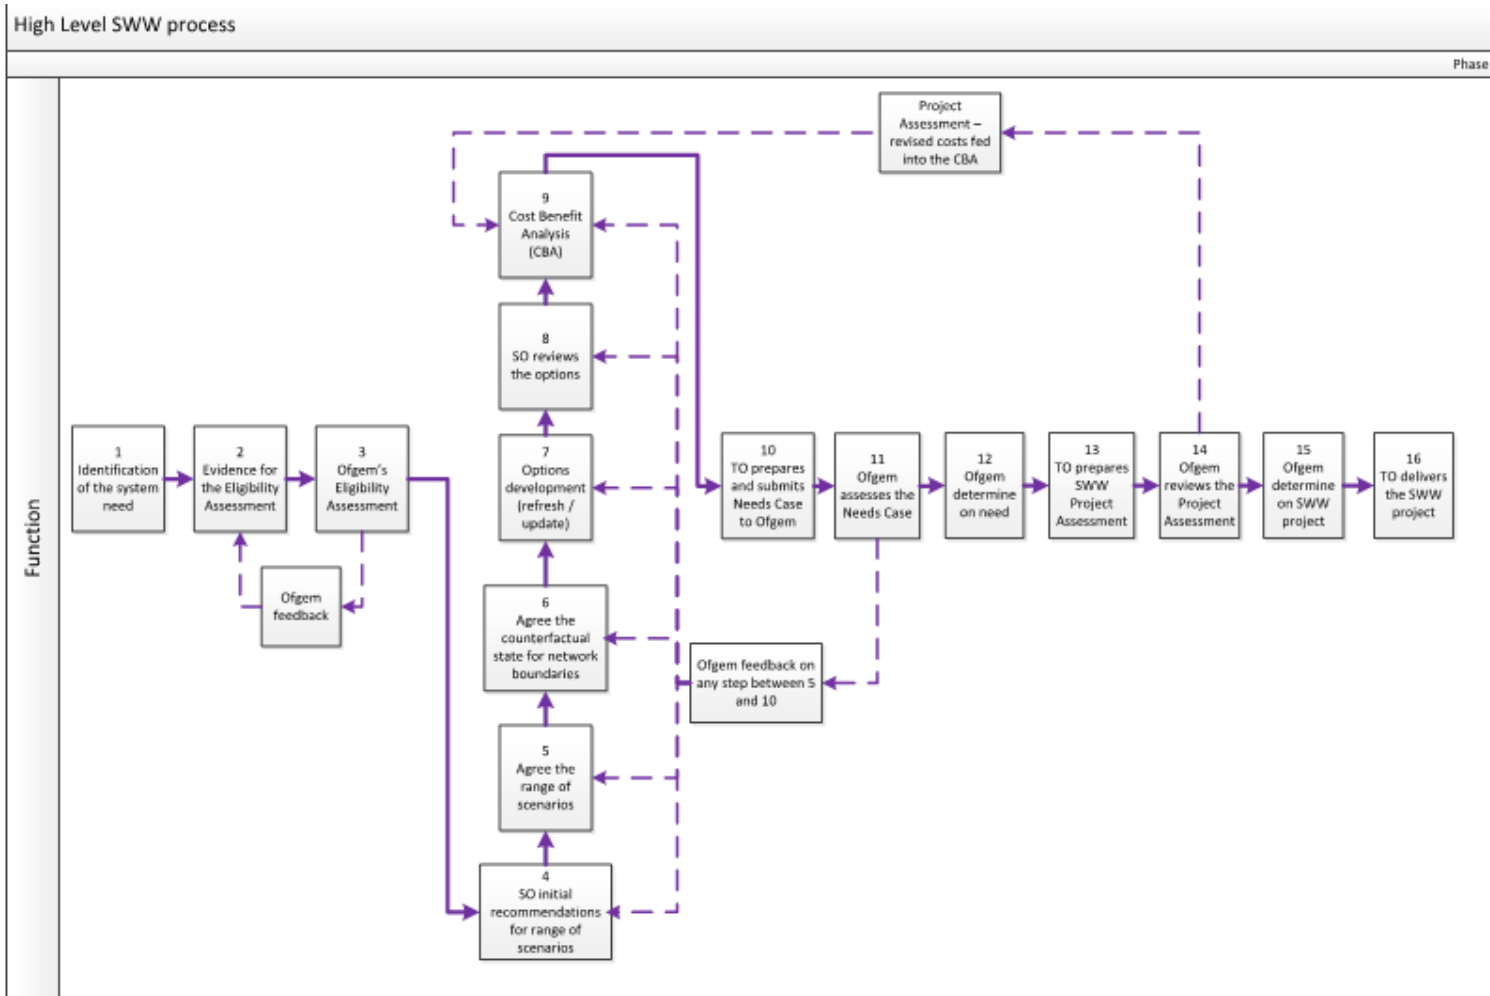 High Level SWW process
Phase
Function
1
Identification
of the system
need
2
Evidence for
the Eligibility
Assessment
3
Ofgem's
Eligibility
Assessment
Ofgem
feedback
4
SO initial
recommendations
for range of
scenarios
5
Agree the
range of
scenarios
6
Agree the
counterfactual
state for network
boundaries
7
Options
development
(refresh /
update)
8
SO reviews
the options
9
Cost Benefit
Analysis
(CBA)
Project
Assessment –
revised costs fed
into the CBA
10
TO prepares
and submits
Needs Case
to Ofgem
11
Ofgem
assesses the
Needs Case
Ofgem feedback on
any step between 5
and 10
12
Ofgem
determine
on need
13
TO prepares
SWW
Project
Assessment
14
Ofgem
reviews the
Project
Assessment
15
Ofgem
determine
on SWW
project
16
TO delivers
the SWW
project